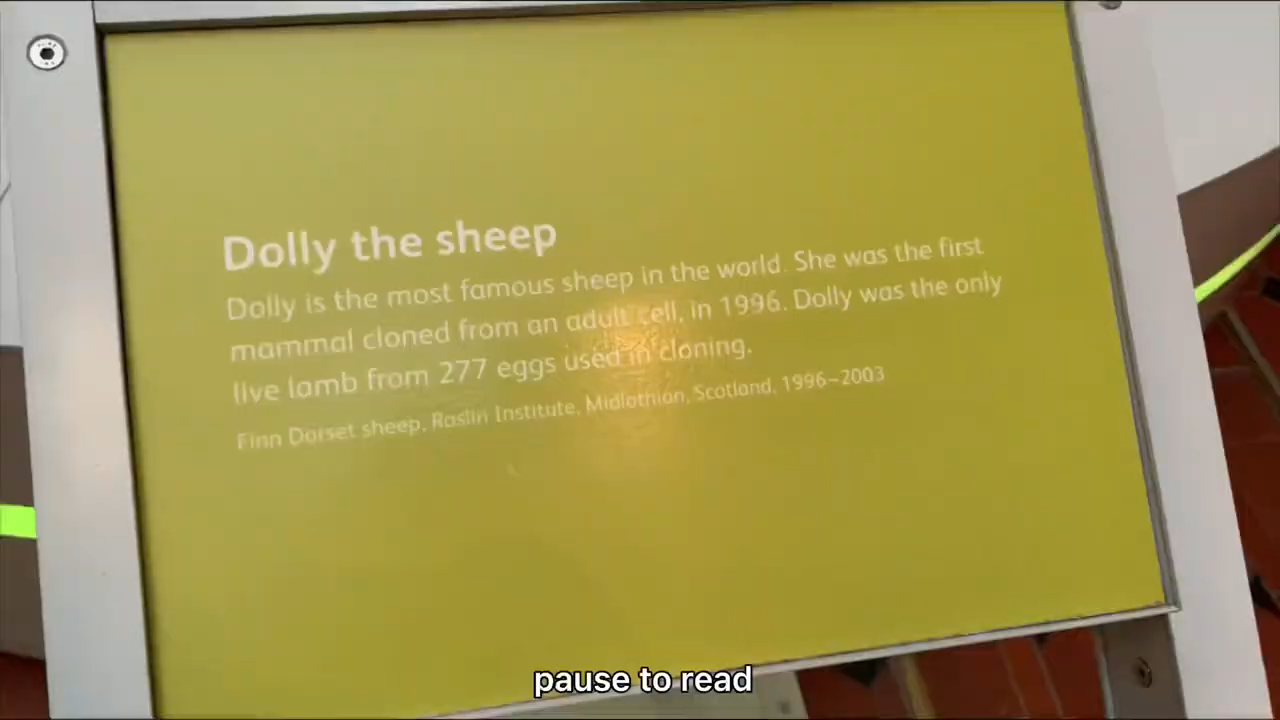 Dolly the sheep
Dolly is the most famous sheep in the world. She was the first
mammal cloned from an adult cell, in 1996. Dolly was the only
live lamb from 277 eggs used in cloning.
Finn Dorset sheep, Roslin Institute, Midlothian, Scotland, 1996–2003
pause to read